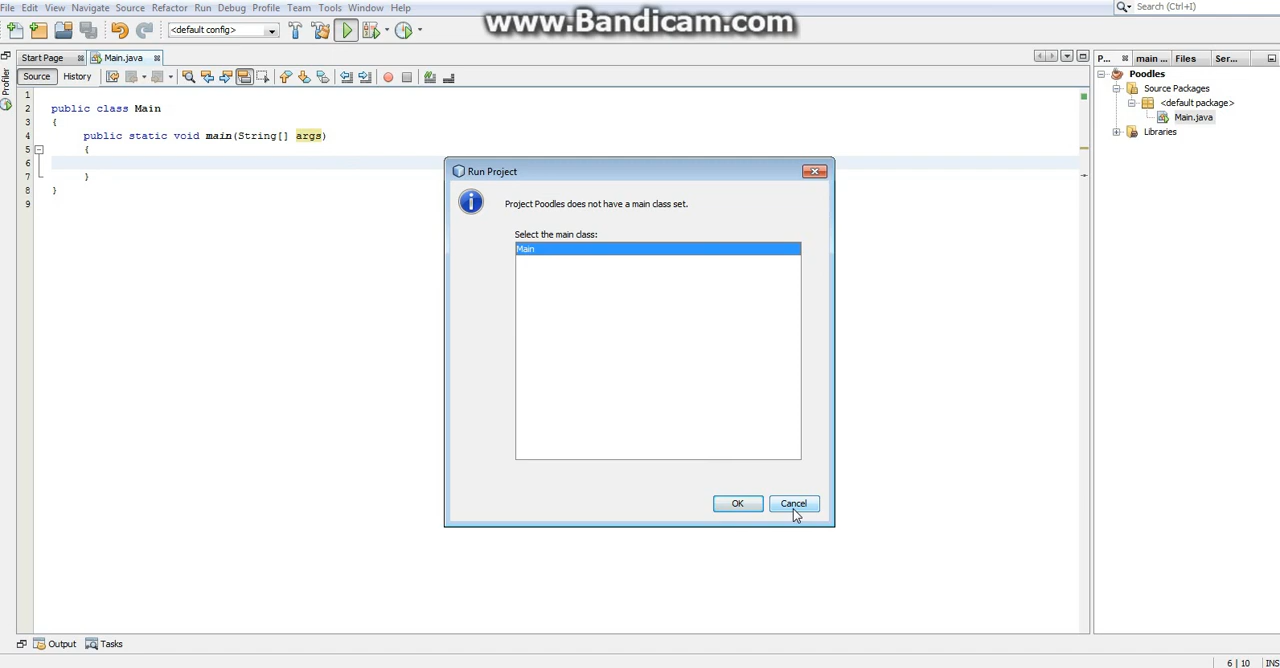 www.Bandicam.com
File Edit View Navigate Source Refactor Run Debug Profile Team Tools Window Help
Search (Ctrl+I)
<default config>
Start Page Main.java
P... main ... Files Ser...
Source History
Profiler
1
2 public class Main
3 {
4 public static void main(String[] args)
5 {
6
7 }
8 }
9
Poodles
Source Packages
<default package>
Main.java
Libraries
Run Project
Project Poodles does not have a main class set.
Select the main class:
Main
OK Cancel
Output Tasks
6 | 10 INS